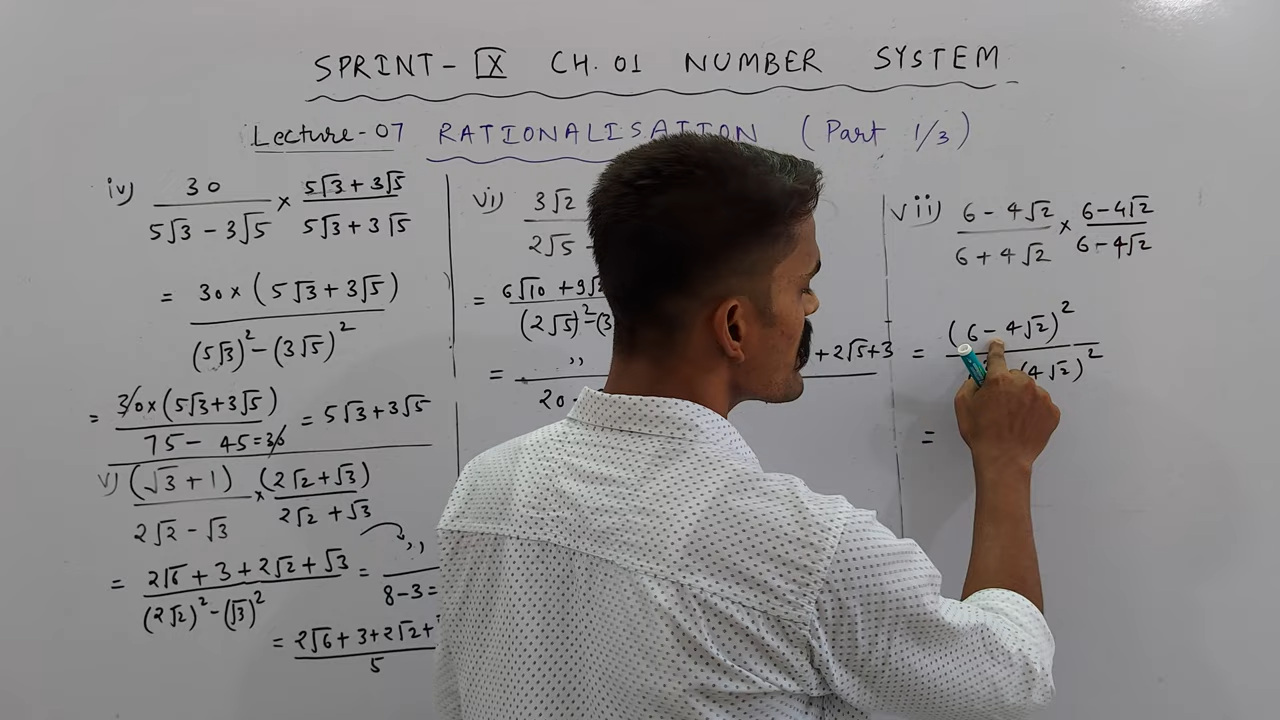 SPRINT - IX CH. 01 NUMBER SYSTEM
Lecture-07 RATIONALISATION (Part 1/3)
iv) 30 / (5√3 - 3√5) × (5√3 + 3√5) / (5√3 + 3√5)
= 30 × (5√3 + 3√5) / (5√3)² - (3√5)²
= 30 × (5√3 + 3√5) / 75 - 45 = 30 = 5√3 + 3√5
v) (√3 + 1) / (2√2 - √3) × (2√2 + √3) / (2√2 + √3)
= 2√6 + 3 + 2√2 + √3 / (2√2)² - (√3)² = ,, / 8 - 3 =
= 2√6 + 3 + 2√2 + / 5
vi) 3√2 / 2√5 -
= 6√10 + / (2√5)² - (3
= ,, + 2√5 + 3 / 20
vii) 6 - 4√2 / 6 + 4√2 × 6 - 4√2 / 6 - 4√2
= (6 - 4√2)² / (4√2)²
=